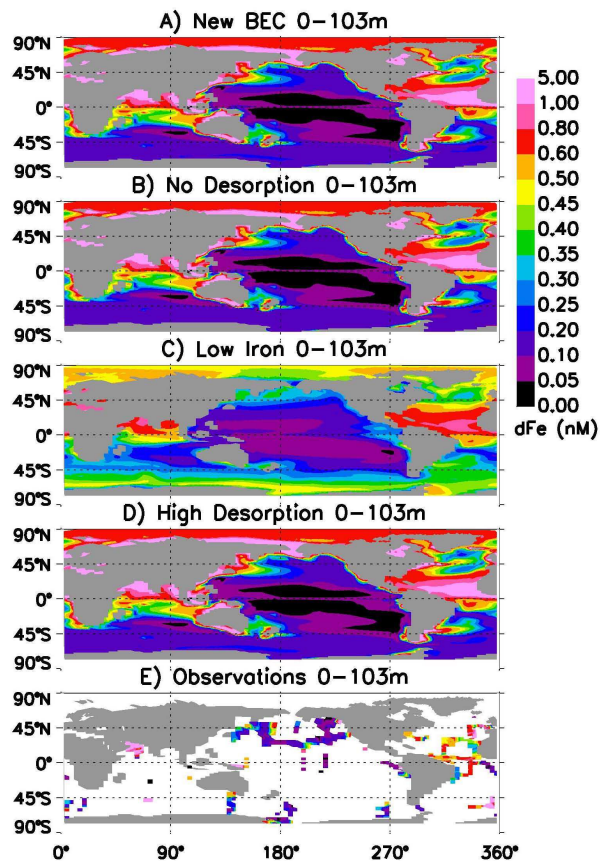 A) New BEC 0-103m
90°N
45°N
0°
45°S
90°S
B) No Desorption 0-103m
90°N
45°N
0°
45°S
90°S
C) Low Iron 0-103m
90°N
45°N
0°
45°S
90°S
D) High Desorption 0-103m
90°N
45°N
0°
45°S
90°S
E) Observations 0-103m
90°N
45°N
0°
45°S
90°S
0° 90° 180° 270° 360°
5.00
1.00
0.80
0.60
0.50
0.45
0.40
0.35
0.30
0.25
0.20
0.10
0.05
0.00
dFe (nM)